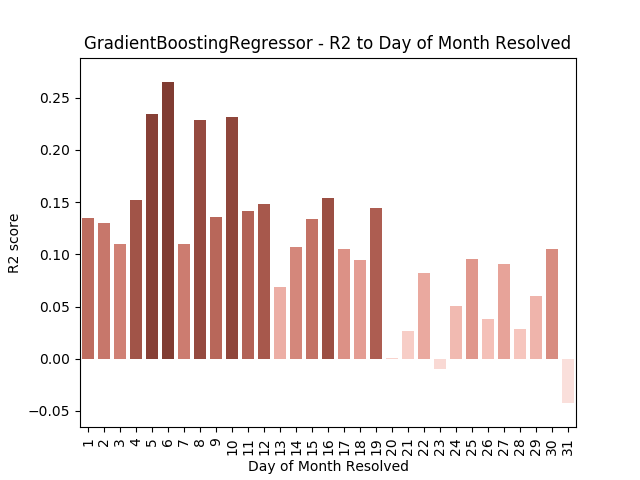 GradientBoostingRegressor - R2 to Day of Month Resolved
R2 score
0.25
0.20
0.15
0.10
0.05
0.00
−0.05
1 2 3 4 5 6 7 8 9 10 11 12 13 14 15 16 17 18 19 20 21 22 23 24 25 26 27 28 29 30 31
Day of Month Resolved